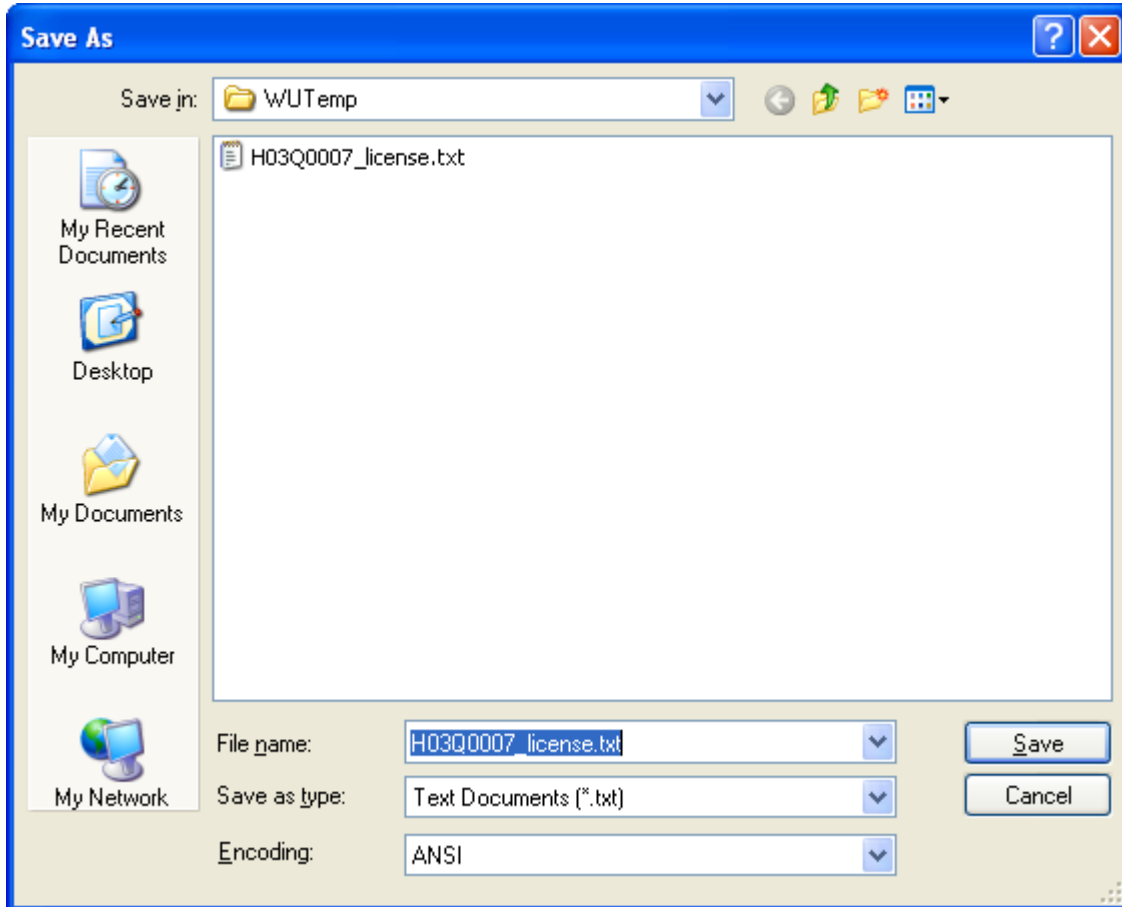 Save As
Save in:
WUTemp
H03Q0007_license.txt
My Recent
Documents
Desktop
My Documents
My Computer
My Network
File name:
H03Q0007_license.txt
Save
Save as type:
Text Documents (*.txt)
Cancel
Encoding:
ANSI